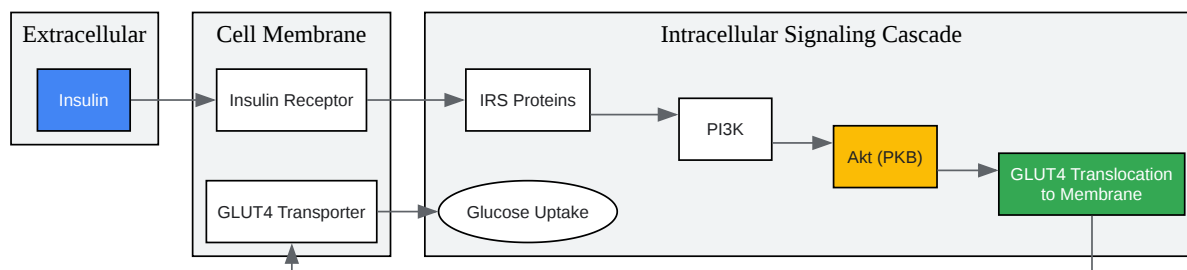 Extracellular
Cell Membrane
Intracellular Signaling Cascade
Insulin
Insulin Receptor
IRS Proteins
PI3K
Akt (PKB)
GLUT4 Translocation
to Membrane
GLUT4 Transporter
Glucose Uptake